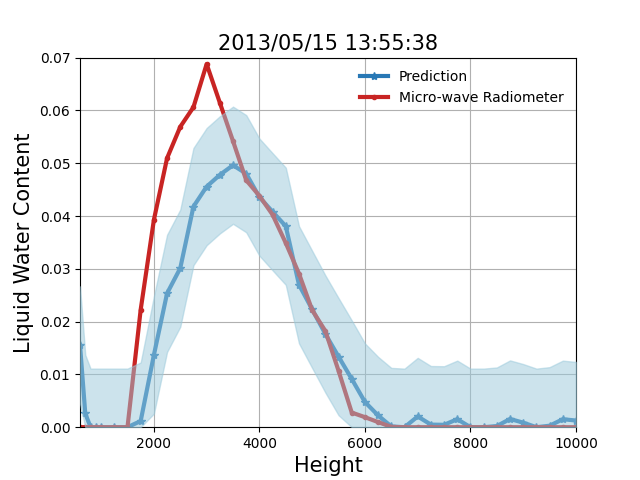 2013/05/15 13:55:38
Prediction
Micro-wave Radiometer
Liquid Water Content
0.07
0.06
0.05
0.04
0.03
0.02
0.01
0.00
2000 4000 6000 8000 10000
Height